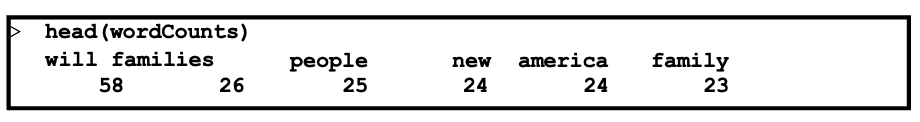 > head(wordCounts)
will families people new america family
58 26 25 24 24 23